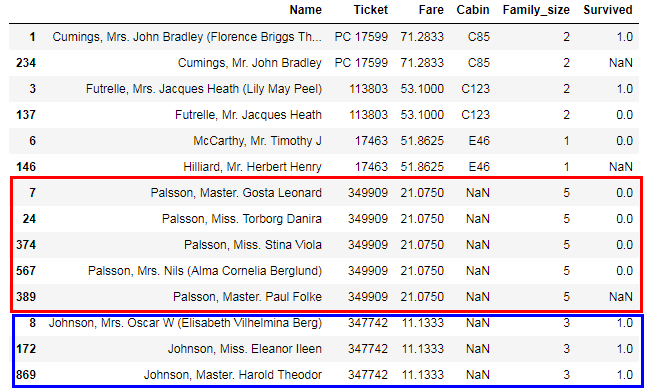 Name Ticket Fare Cabin Family_size Survived
1 Cumings, Mrs. John Bradley (Florence Briggs Th... PC 17599 71.2833 C85 2 1.0
234 Cumings, Mr. John Bradley PC 17599 71.2833 C85 2 NaN
3 Futrelle, Mrs. Jacques Heath (Lily May Peel) 113803 53.1000 C123 2 1.0
137 Futrelle, Mr. Jacques Heath 113803 53.1000 C123 2 0.0
6 McCarthy, Mr. Timothy J 17463 51.8625 E46 1 0.0
146 Hilliard, Mr. Herbert Henry 17463 51.8625 E46 1 NaN
7 Palsson, Master. Gosta Leonard 349909 21.0750 NaN 5 0.0
24 Palsson, Miss. Torborg Danira 349909 21.0750 NaN 5 0.0
374 Palsson, Miss. Stina Viola 349909 21.0750 NaN 5 0.0
567 Palsson, Mrs. Nils (Alma Cornelia Berglund) 349909 21.0750 NaN 5 0.0
389 Palsson, Master. Paul Folke 349909 21.0750 NaN 5 NaN
8 Johnson, Mrs. Oscar W (Elisabeth Vilhelmina Berg) 347742 11.1333 NaN 3 1.0
172 Johnson, Miss. Eleanor Ileen 347742 11.1333 NaN 3 1.0
869 Johnson, Master. Harold Theodor 347742 11.1333 NaN 3 1.0